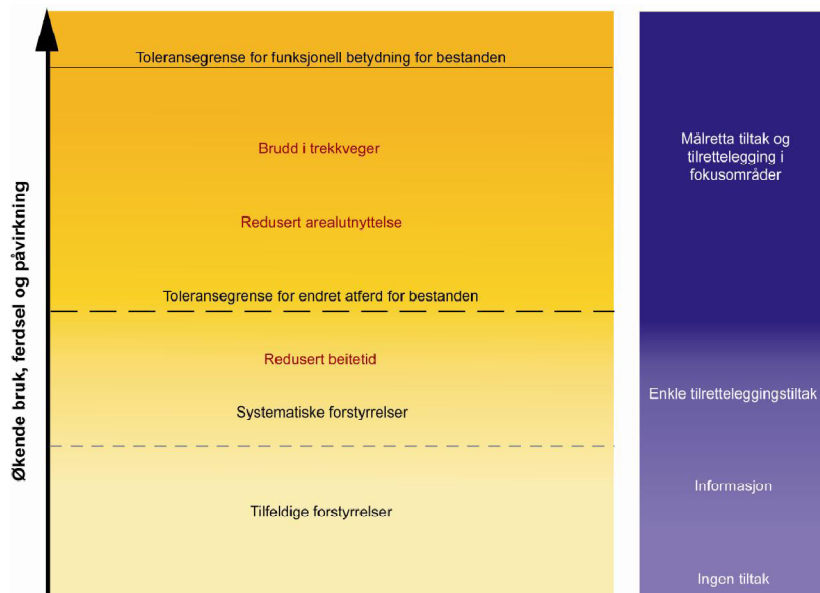 Økende bruk, ferdsel og påvirkning
Toleransegrense for funksjonell betydning for bestanden
Brudd i trekkveger
Redusert arealutnyttelse
Toleransegrense for endret atferd for bestanden
Redusert beitetid
Systematiske forstyrrelser
Tilfeldige forstyrrelser
Målretta tiltak og
tilrettelegging i
fokusområder
Enkle tilretteleggingstiltak
Informasjon
Ingen tiltak